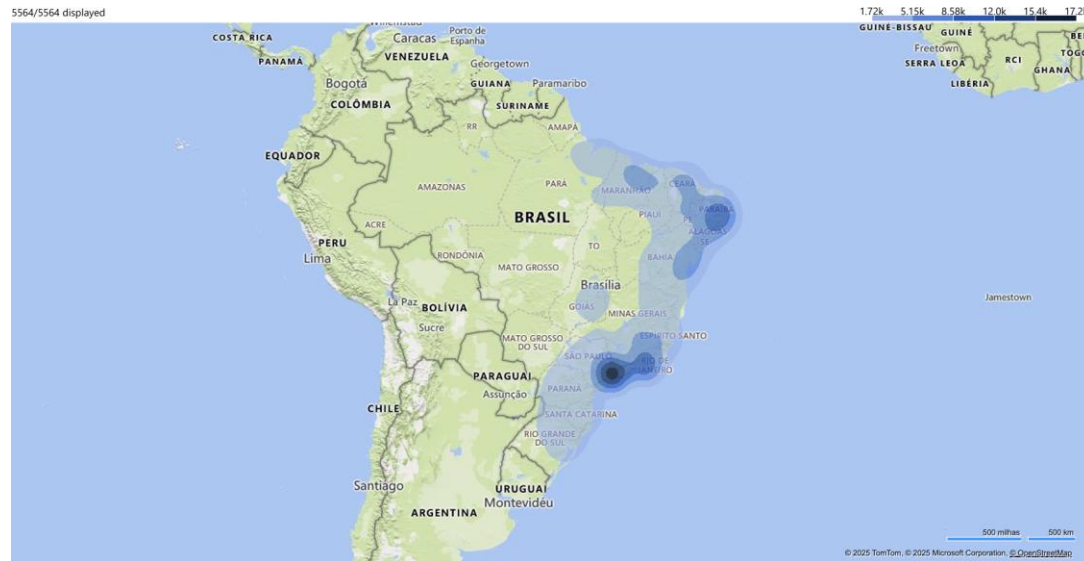 5564/5564 displayed
1.72k 5.15k 8.58k 12.0k 15.4k 17.2
GUINÉ-BISSAU
GUINÉ
Freetown
SERRA LEOA
RCI
GHANA
TOGO
LIBÉRIA
COSTA RICA
PANAMÁ
Caracas
Porto de
Espanha
VENEZUELA
Georgetown
Bogotá
GUIANA
Paramaribo
COLÔMBIA
SURINAME
RR
AMAPÁ
EQUADOR
AMAZONAS
PARÁ
MARANHÃO
CEARÁ
PARAÍBA
PIAUÍ
BRASIL
ACRE
ALAGOAS
SE
PERU
Lima
RONDÔNIA
TO
BAHIA
MATO GROSSO
Brasília
La Paz
BOLÍVIA
GOIÁS
MINAS GERAIS
Jamestown
Sucre
MATO GROSSO
DO SUL
ESPÍRITO SANTO
SÃO PAULO
RIO DE
JANEIRO
PARAGUAI
Assunção
PARANÁ
CHILE
SANTA CATARINA
RIO GRANDE
DO SUL
Santiago
URUGUAI
Montevidéu
ARGENTINA
500 milhas 500 km
© 2025 TomTom, © 2025 Microsoft Corporation, © OpenStreetMap